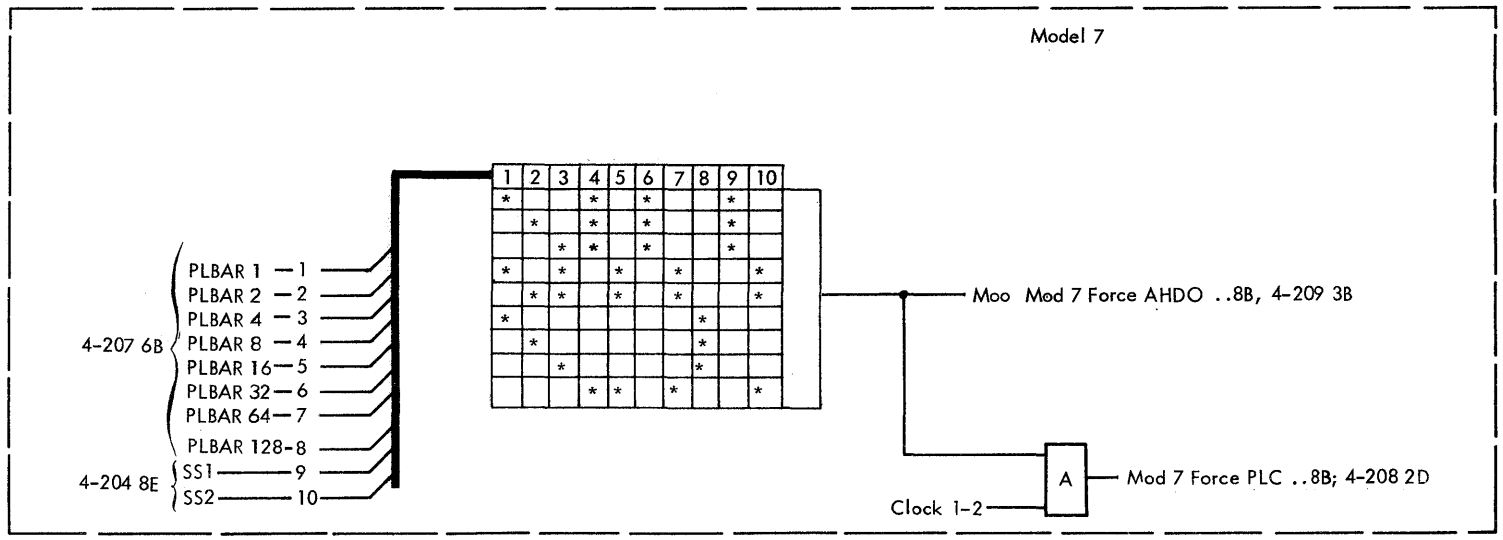 Model 7
1 2 3 4 5 6 7 8 9 10
* * * *
* * * *
* * * *
* * * * *
* * * * *
* *
* *
* *
* * * *
4-207 6B
PLBAR 1 — 1
PLBAR 2 — 2
PLBAR 4 — 3
PLBAR 8 — 4
PLBAR 16 — 5
PLBAR 32 — 6
PLBAR 64 — 7
PLBAR 128-8
4-204 8E
SS1 — 9
SS2 — 10
Moo Mod 7 Force AHDO ..8B, 4-209 3B
A
Mod 7 Force PLC ..8B; 4-208 2D
Clock 1-2